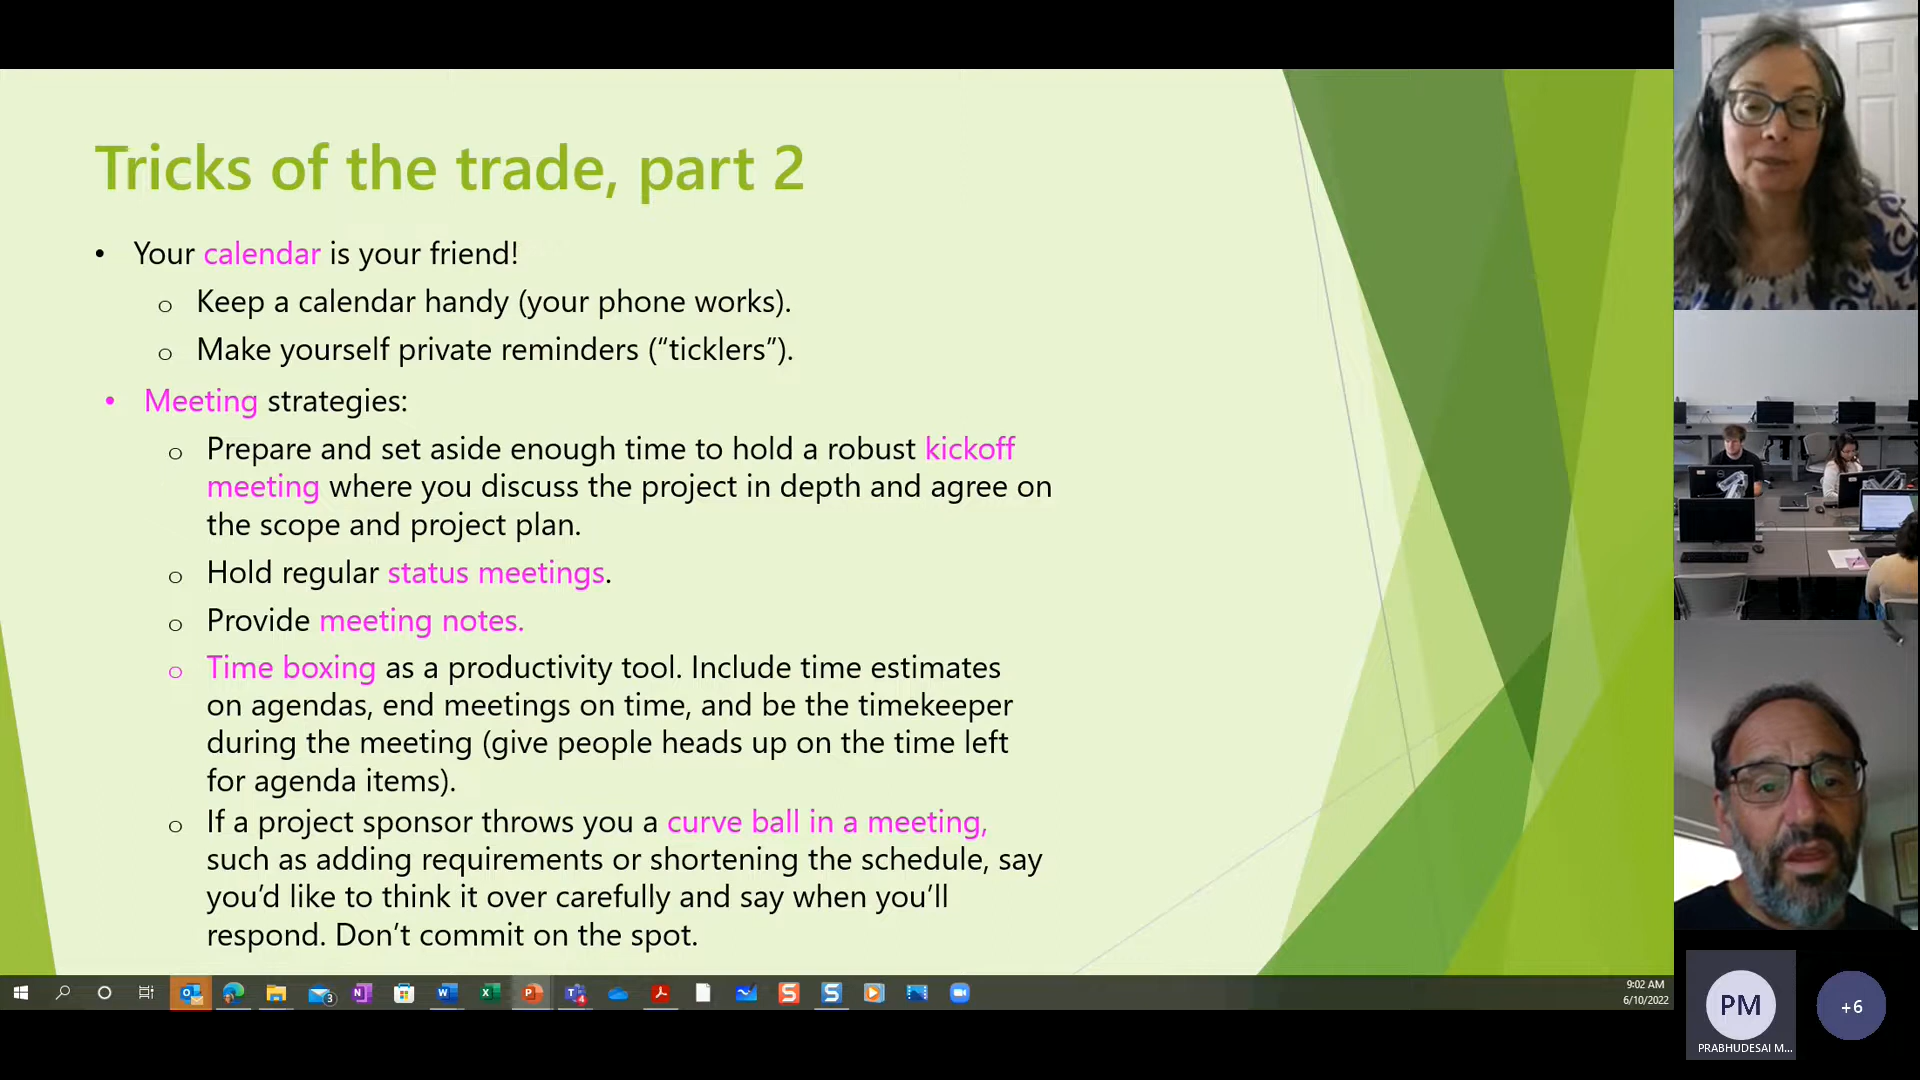 Tricks of the trade, part 2
• Your calendar is your friend!
o Keep a calendar handy (your phone works).
o Make yourself private reminders (“ticklers”).
• Meeting strategies:
o Prepare and set aside enough time to hold a robust kickoff
meeting where you discuss the project in depth and agree on
the scope and project plan.
o Hold regular status meetings.
o Provide meeting notes.
o Time boxing as a productivity tool. Include time estimates
on agendas, end meetings on time, and be the timekeeper
during the meeting (give people heads up on the time left
for agenda items).
o If a project sponsor throws you a curve ball in a meeting,
such as adding requirements or shortening the schedule, say
you’d like to think it over carefully and say when you’ll
respond. Don’t commit on the spot.
3
4
9:02 AM
6/10/2022
PM
PRABHUDESAI M...
+6